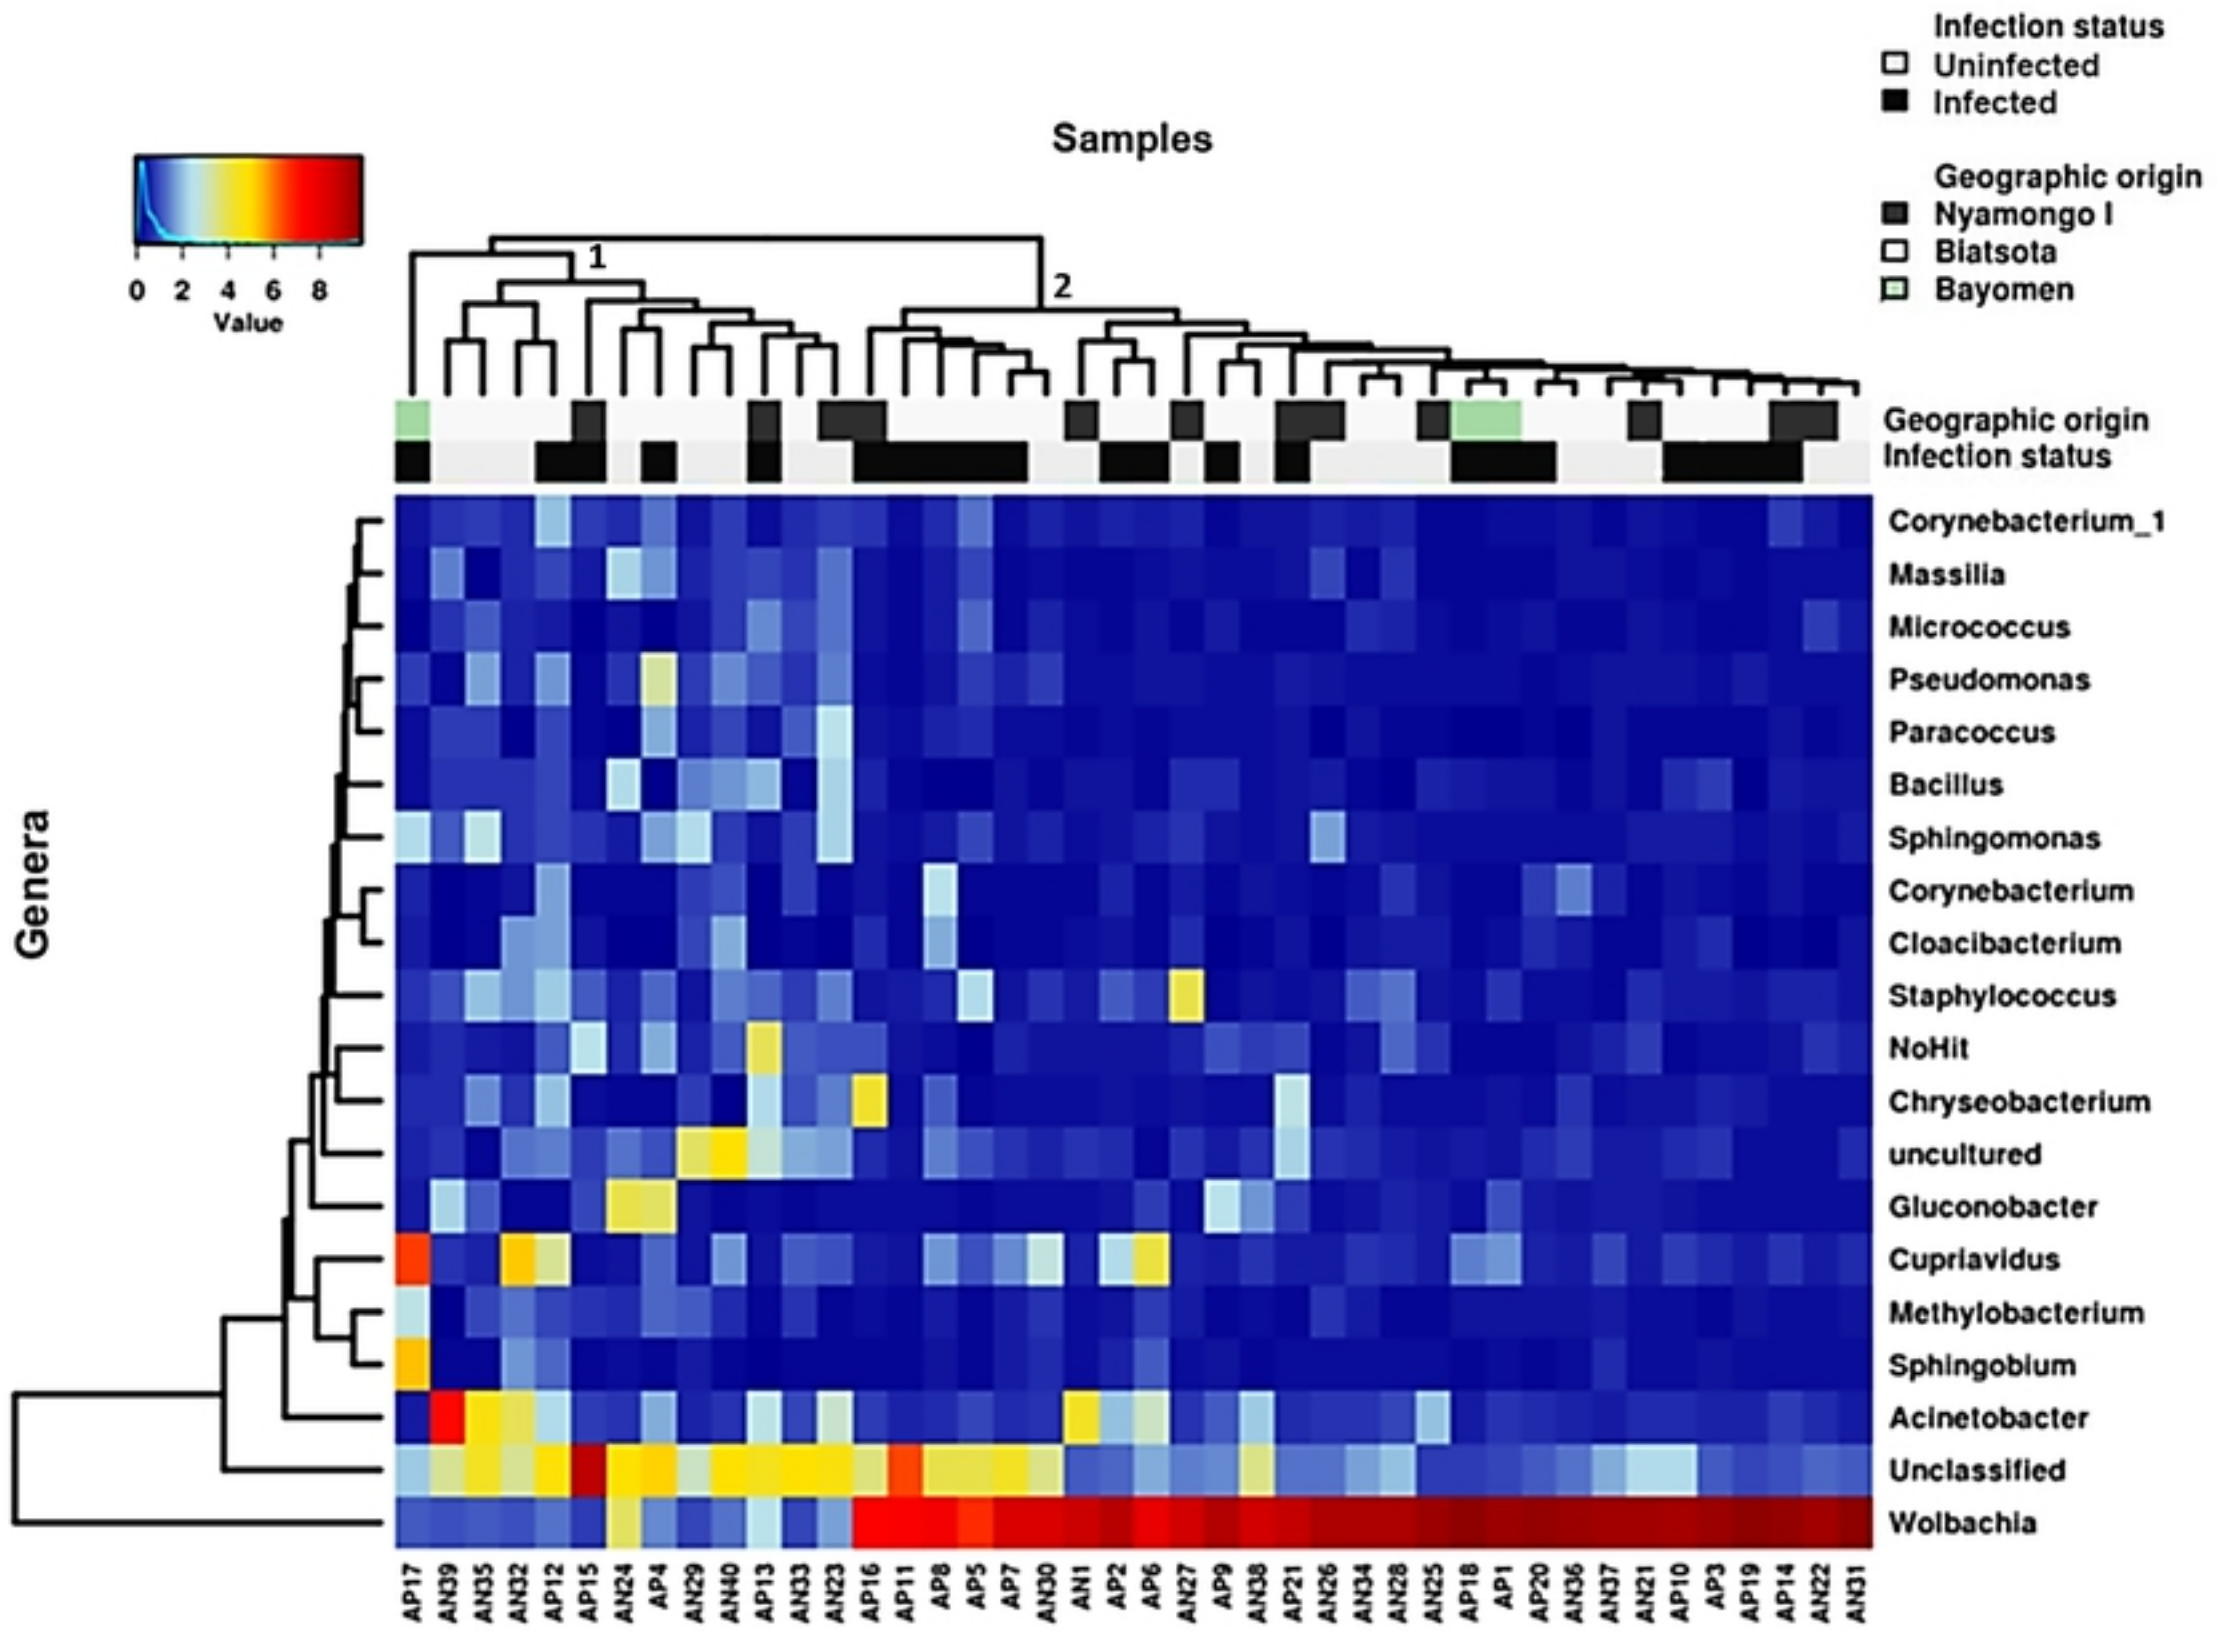 Infection status
Uninfected
Infected
Samples
Geographic origin
Nyamongo I
Biatsota
Bayomen
0 2 4 6 8
Value
1
2
Geographic origin
Infection status
Genera
Corynebacterium_1
Massilia
Micrococcus
Pseudomonas
Paracoccus
Bacillus
Sphingomonas
Corynebacterium
Cloacibacterium
Staphylococcus
NoHit
Chryseobacterium
uncultured
Gluconobacter
Cupriavidus
Methylobacterium
Sphingobium
Acinetobacter
Unclassified
Wolbachia
AP17 AN39 AN35 AN32 AP12 AP15 AN24 AP4 AN29 AN40 AP13 AN33 AN23 AP16 AP11 AP8 AP5 AP7 AN30 AN1 AP2 AP6 AN27 AP9 AN38 AP21 AN26 AN34 AN28 AN25 AP18 AP1 AP20 AN36 AN37 AN21 AP10 AP3 AP19 AP14 AN22 AN31